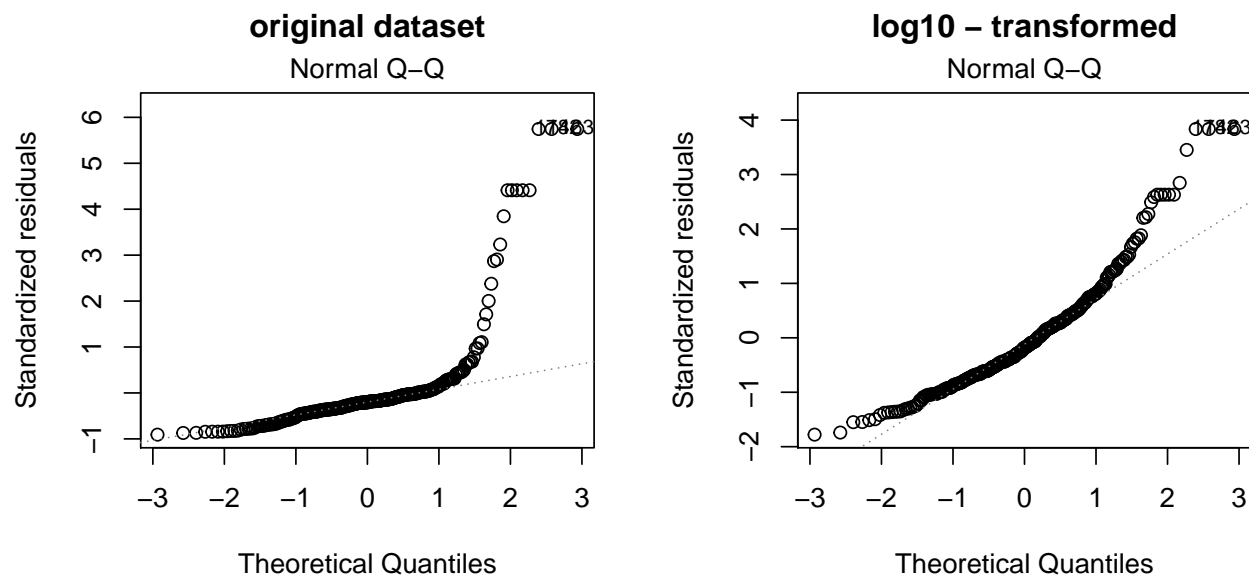 original dataset
Normal Q−Q
Standardized residuals
6
5
4
3
2
1
−1
−3 −2 −1 0 1 2 3
Theoretical Quantiles
log10 − transformed
Normal Q−Q
Standardized residuals
4
3
2
1
0
−1
−2
−3 −2 −1 0 1 2 3
Theoretical Quantiles